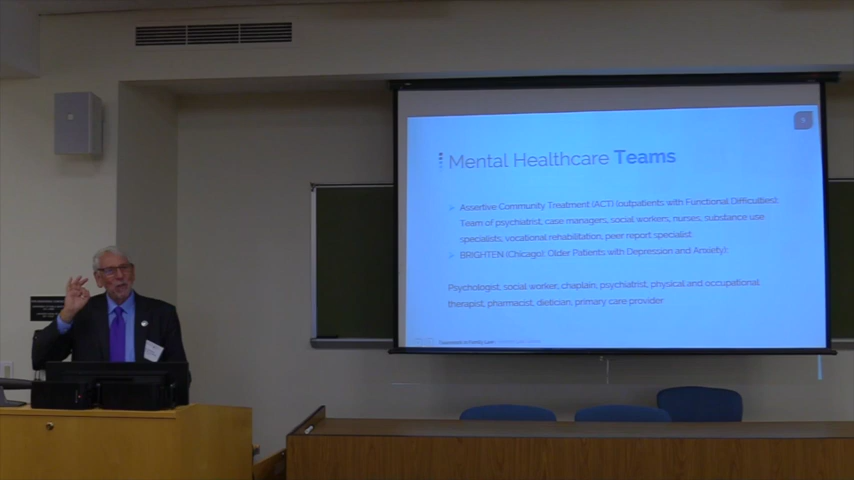 5
Mental Healthcare Teams
Assertive Community Treatment (ACT) (outpatients with Functional Difficulties):
Team of psychiatrist, case managers, social workers, nurses, substance use
specialists, vocational rehabilitation, peer report specialist
BRIGHTEN (Chicago): Older Patients with Depression and Anxiety):
Psychologist, social worker, chaplain, psychiatrist, physical and occupational
therapist, pharmacist, dietician, primary care provider